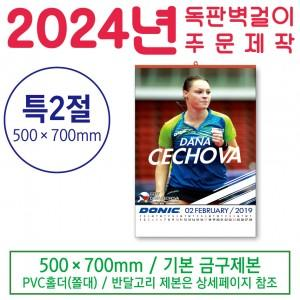 2024년 독판벽걸이
주문제작
특2절
500×700mm
DANA
CECHOVA
DONIC 02 FEBRUARY / 2019
500×700mm / 기본 금구제본
PVC홀더(쫄대) / 반달고리 제본은 상세페이지 참조